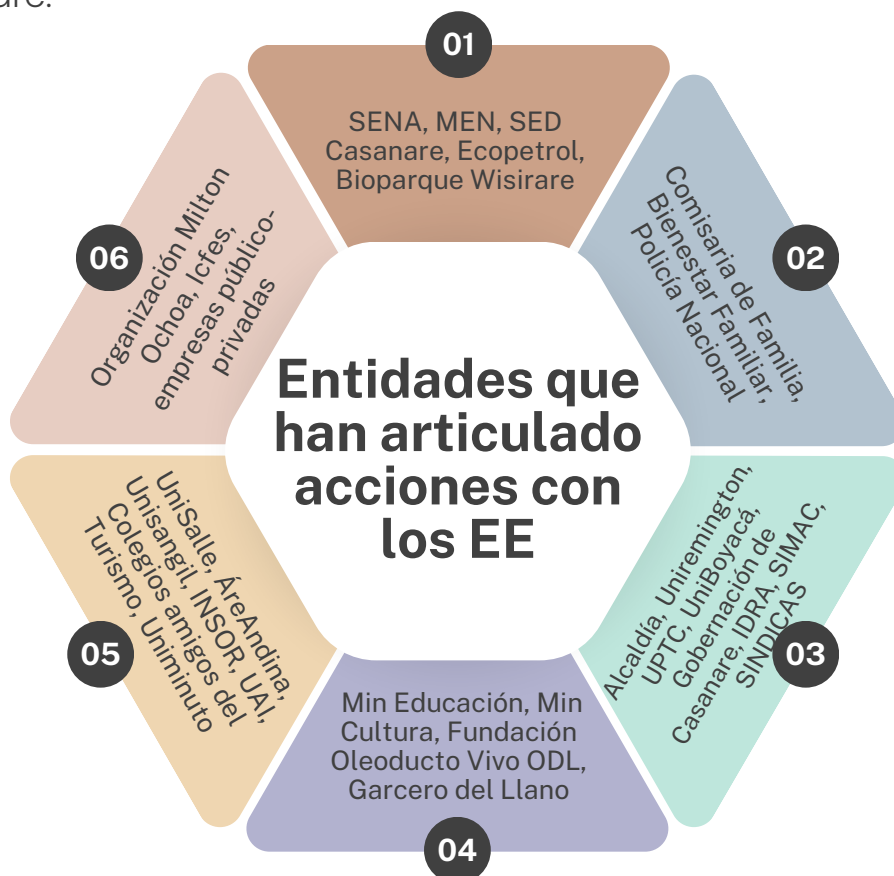 are.
01
SENA, MEN, SED
Casanare, Ecopetrol,
Bioparque Wisirare
02
Comisaria de Familia,
Bienestar Familiar,
Policía Nacional
03
Alcaldía, Uniremington,
UPTC, UniBoyacá,
Gobernación de
Casanare, IDRA, SIMAC,
SINDICAS
04
Min Educación, Min
Cultura, Fundación
Oleoducto Vivo ODL,
Garcero del Llano
05
UniSalle, ÁreAndina,
Unisangil, INSOR, UAI,
Colegios amigos del
Turismo, Uniminuto
06
Organización Milton
Ochoa, Icfes,
empresas público-
privadas
Entidades que
han articulado
acciones con
los EE